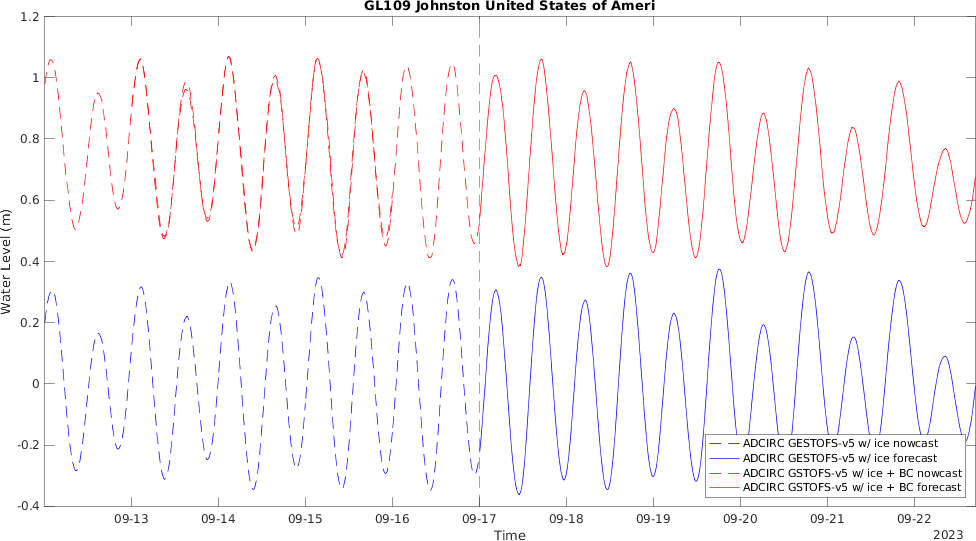 GL109 Johnston United States of Ameri
Water Level (m)
1.2
1
0.8
0.6
0.4
0.2
0
-0.2
-0.4
ADCIRC GESTOFS-v5 w/ ice nowcast
ADCIRC GESTOFS-v5 w/ ice forecast
ADCIRC GSTOFS-v5 w/ ice + BC nowcast
ADCIRC GSTOFS-v5 w/ ice + BC forecast
09-13 09-14 09-15 09-16 09-17 09-18 09-19 09-20 09-21 09-22
Time
2023